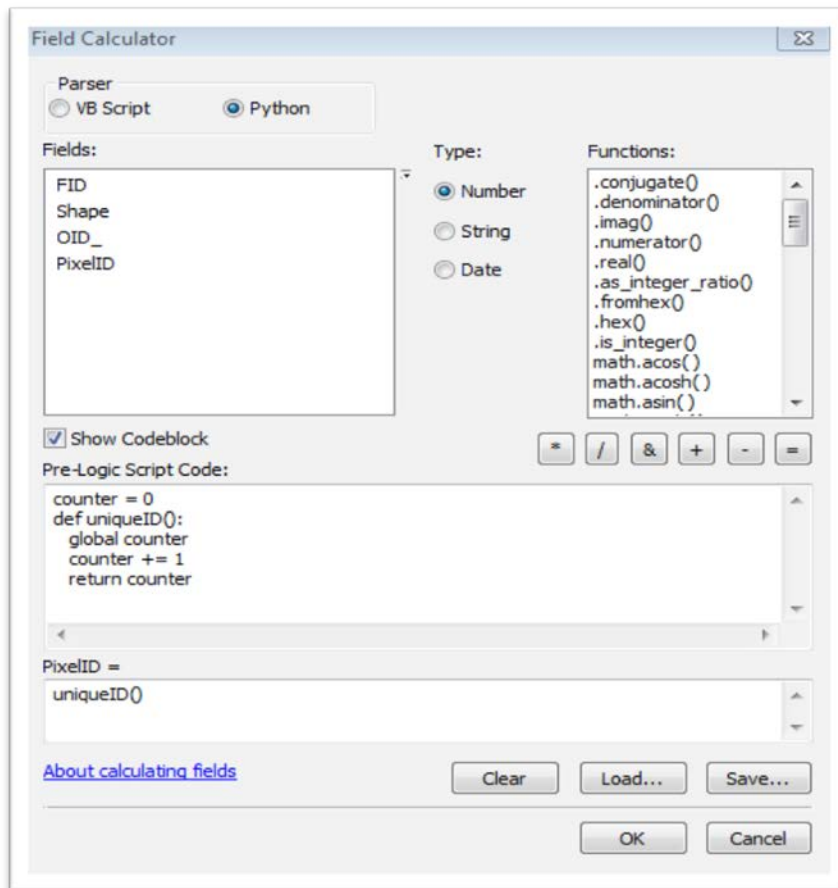 Field Calculator
Parser
VB Script
Python
Fields:
Type:
Functions:
FID
Shape
OID_
PixelID
Number
String
Date
.conjugate()
.denominator()
.imag()
.numerator()
.real()
.as_integer_ratio()
.fromhex()
.hex()
.is_integer()
math.acos( )
math.acosh( )
math.asin( )
Show Codeblock
* / & + - =
Pre-Logic Script Code:
counter = 0
def uniqueID():
   global counter
   counter += 1
   return counter
PixelID =
uniqueID()
About calculating fields
Clear
Load...
Save...
OK
Cancel